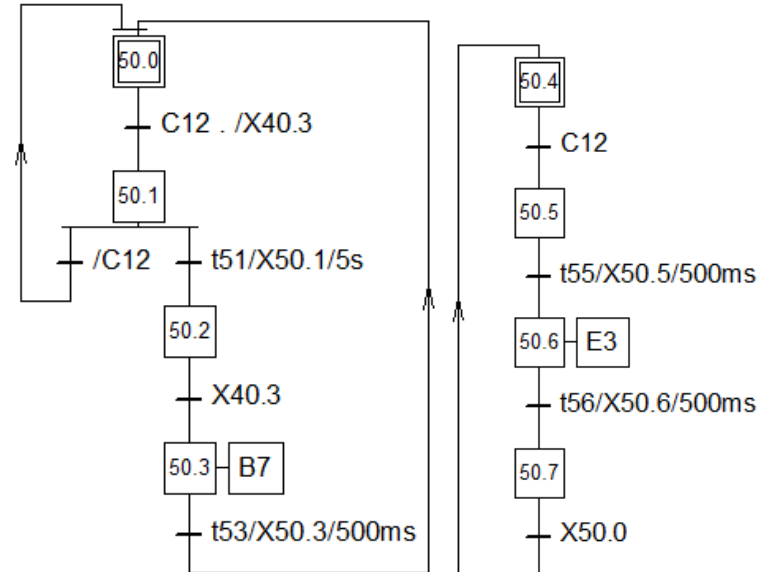 50.0
C12 . /X40.3
50.1
/C12
t51/X50.1/5s
50.2
X40.3
50.3
B7
t53/X50.3/500ms
50.4
C12
50.5
t55/X50.5/500ms
50.6
E3
t56/X50.6/500ms
50.7
X50.0